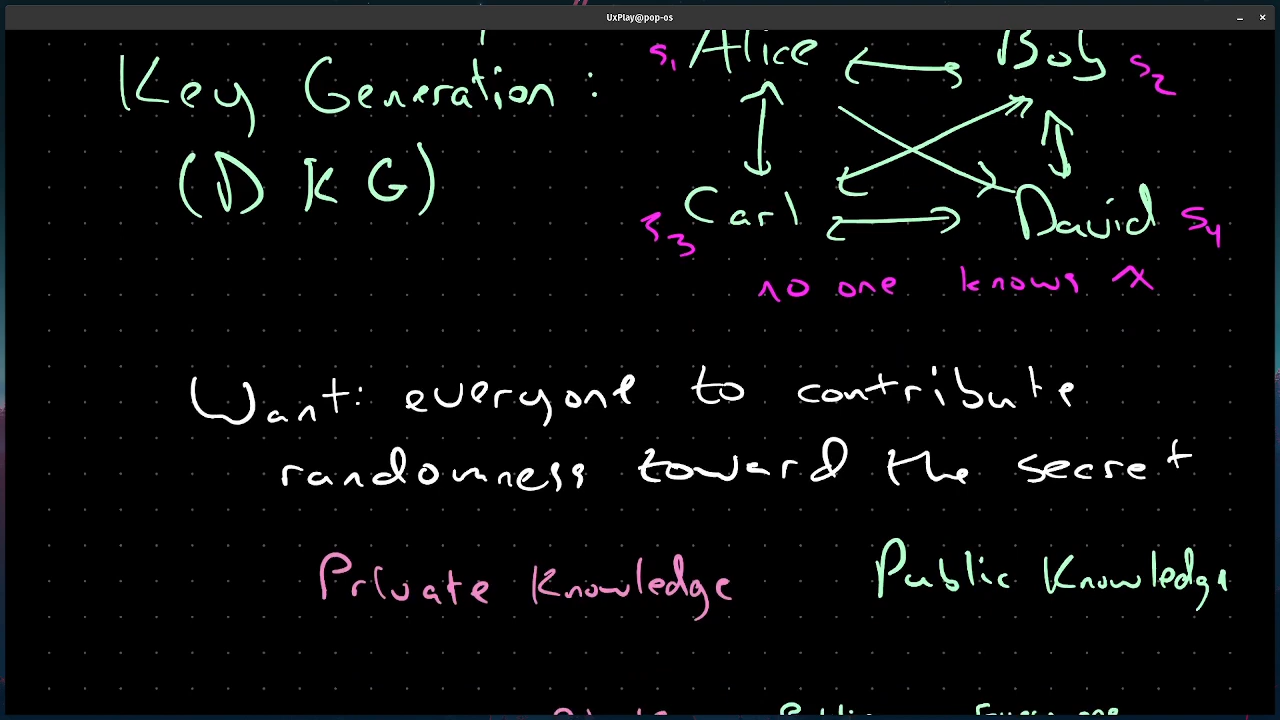 UxPlay@pop-os
Key Generation:
(DKG)
s1 Alice Bob s2
s3 Carl David s4
no one knows x
Want: everyone to contribute
randomness toward the secret
Private Knowledge Public Knowledge